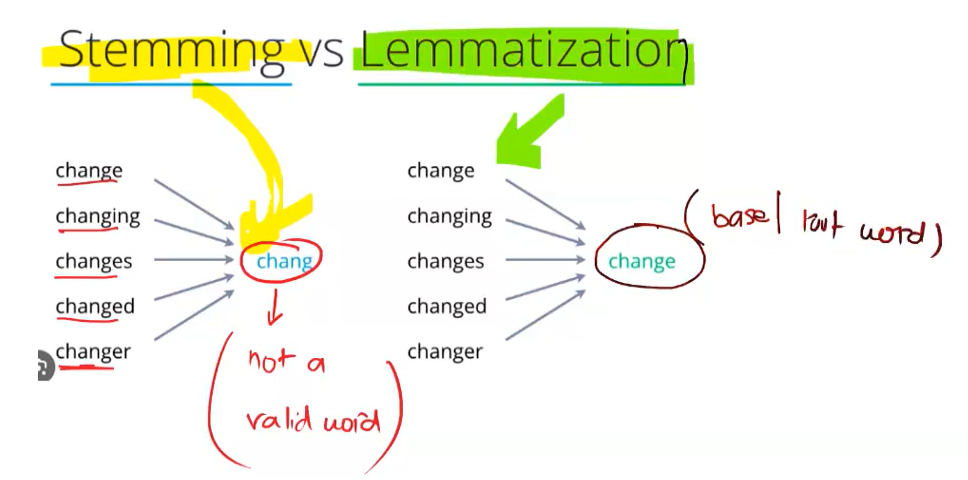 Stemming vs Lemmatization
change
changing
changes
changed
changer
chang
not a
valid word
change
changing
changes
changed
changer
change
(base/ root word)